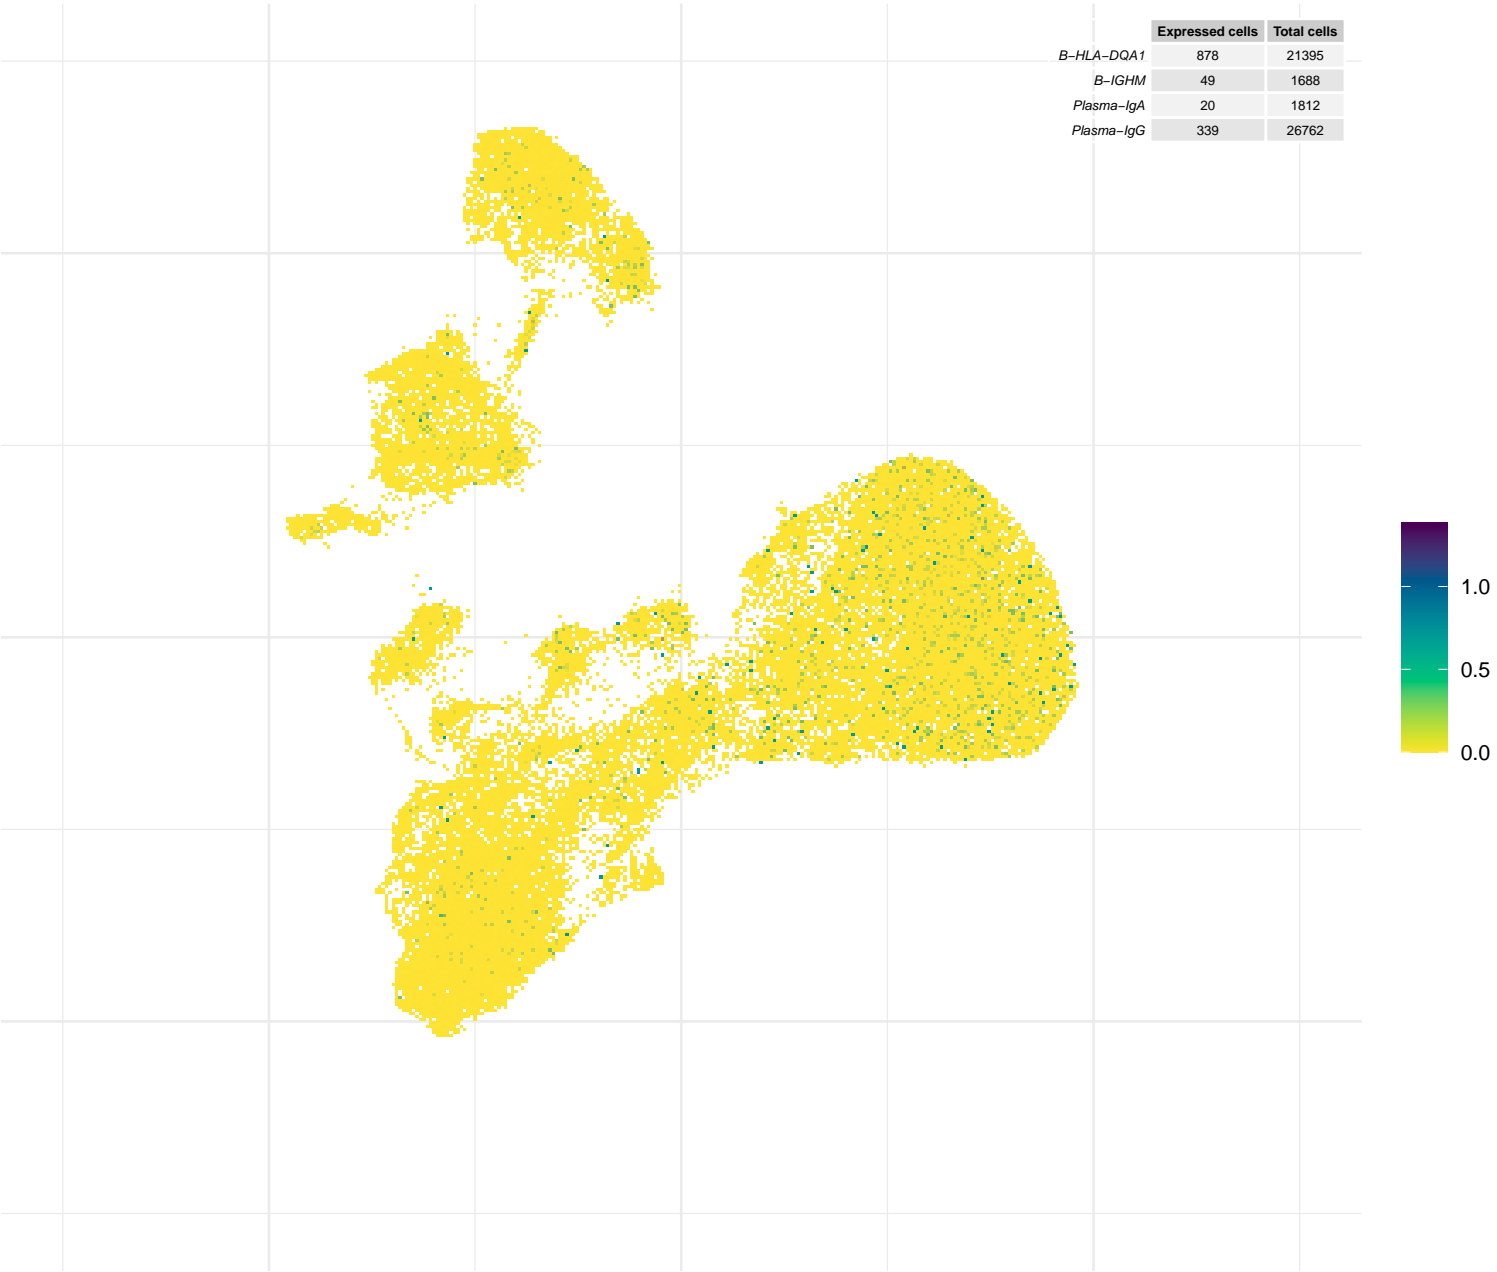 Expressed cells Total cells
B−HLA−DQA1 878 21395
B−IGHM 49 1688
Plasma−IgA 20 1812
Plasma−IgG 339 26762
1.0
0.5
0.0